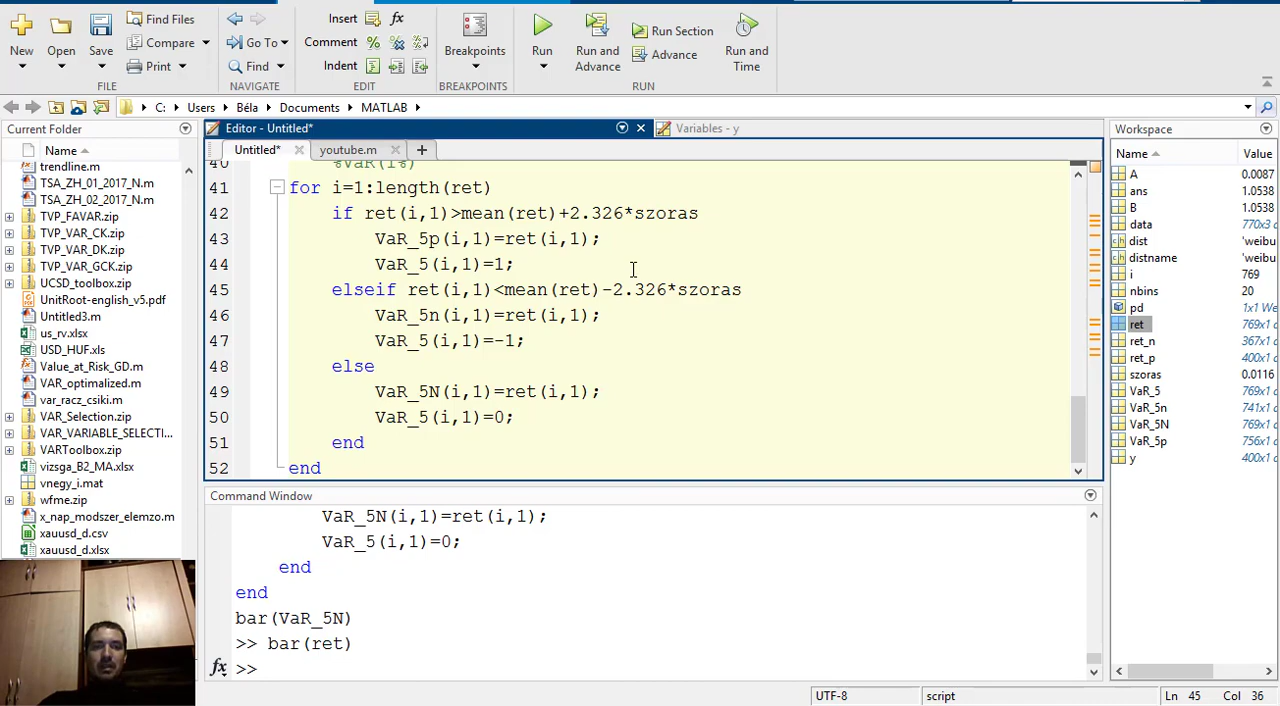 Find Files
Insert
fx
Compare
Go To
Comment
Print
Find
Indent
New
Open
Save
Breakpoints
Run
Run and
Advance
Run Section
Advance
Run and
Time
FILE
NAVIGATE
EDIT
BREAKPOINTS
RUN
C:
Users
Béla
Documents
MATLAB
Current Folder
Name
trendline.m
TSA_ZH_01_2017_N.m
TSA_ZH_02_2017_N.m
TVP_FAVAR.zip
TVP_VAR_CK.zip
TVP_VAR_DK.zip
TVP_VAR_GCK.zip
UCSD_toolbox.zip
UnitRoot-english_v5.pdf
Untitled3.m
us_rv.xlsx
USD_HUF.xls
Value_at_Risk_GD.m
VAR_optimalized.m
var_racz_csiki.m
VAR_Selection.zip
VAR_VARIABLE_SELECTI...
VARToolbox.zip
vizsga_B2_MA.xlsx
vnegy_i.mat
wfme.zip
x_nap_modszer_elemzo.m
xauusd_d.csv
xauusd_d.xlsx
Editor - Untitled*
Variables - y
Untitled*
youtube.m
40 %VaR(1%)
41 for i=1:length(ret)
42 if ret(i,1)>mean(ret)+2.326*szoras
43 VaR_5p(i,1)=ret(i,1);
44 VaR_5(i,1)=1;
45 elseif ret(i,1)<mean(ret)-2.326*szoras
46 VaR_5n(i,1)=ret(i,1);
47 VaR_5(i,1)=-1;
48 else
49 VaR_5N(i,1)=ret(i,1);
50 VaR_5(i,1)=0;
51 end
52 end
Command Window
VaR_5N(i,1)=ret(i,1);
VaR_5(i,1)=0;
end
end
bar(VaR_5N)
>> bar(ret)
fx >>
Workspace
Name Value
A 0.0087
ans 1.0538
B 1.0538
data 770x3
dist 'weibu
distname 'weibu
i 769
nbins 20
pd 1x1 We
ret 769x1
ret_n 367x1
ret_p 400x1
szoras 0.0116
VaR_5 769x1
VaR_5n 741x1
VaR_5N 769x1
VaR_5p 756x1
y 400x1
UTF-8
script
Ln 45 Col 36